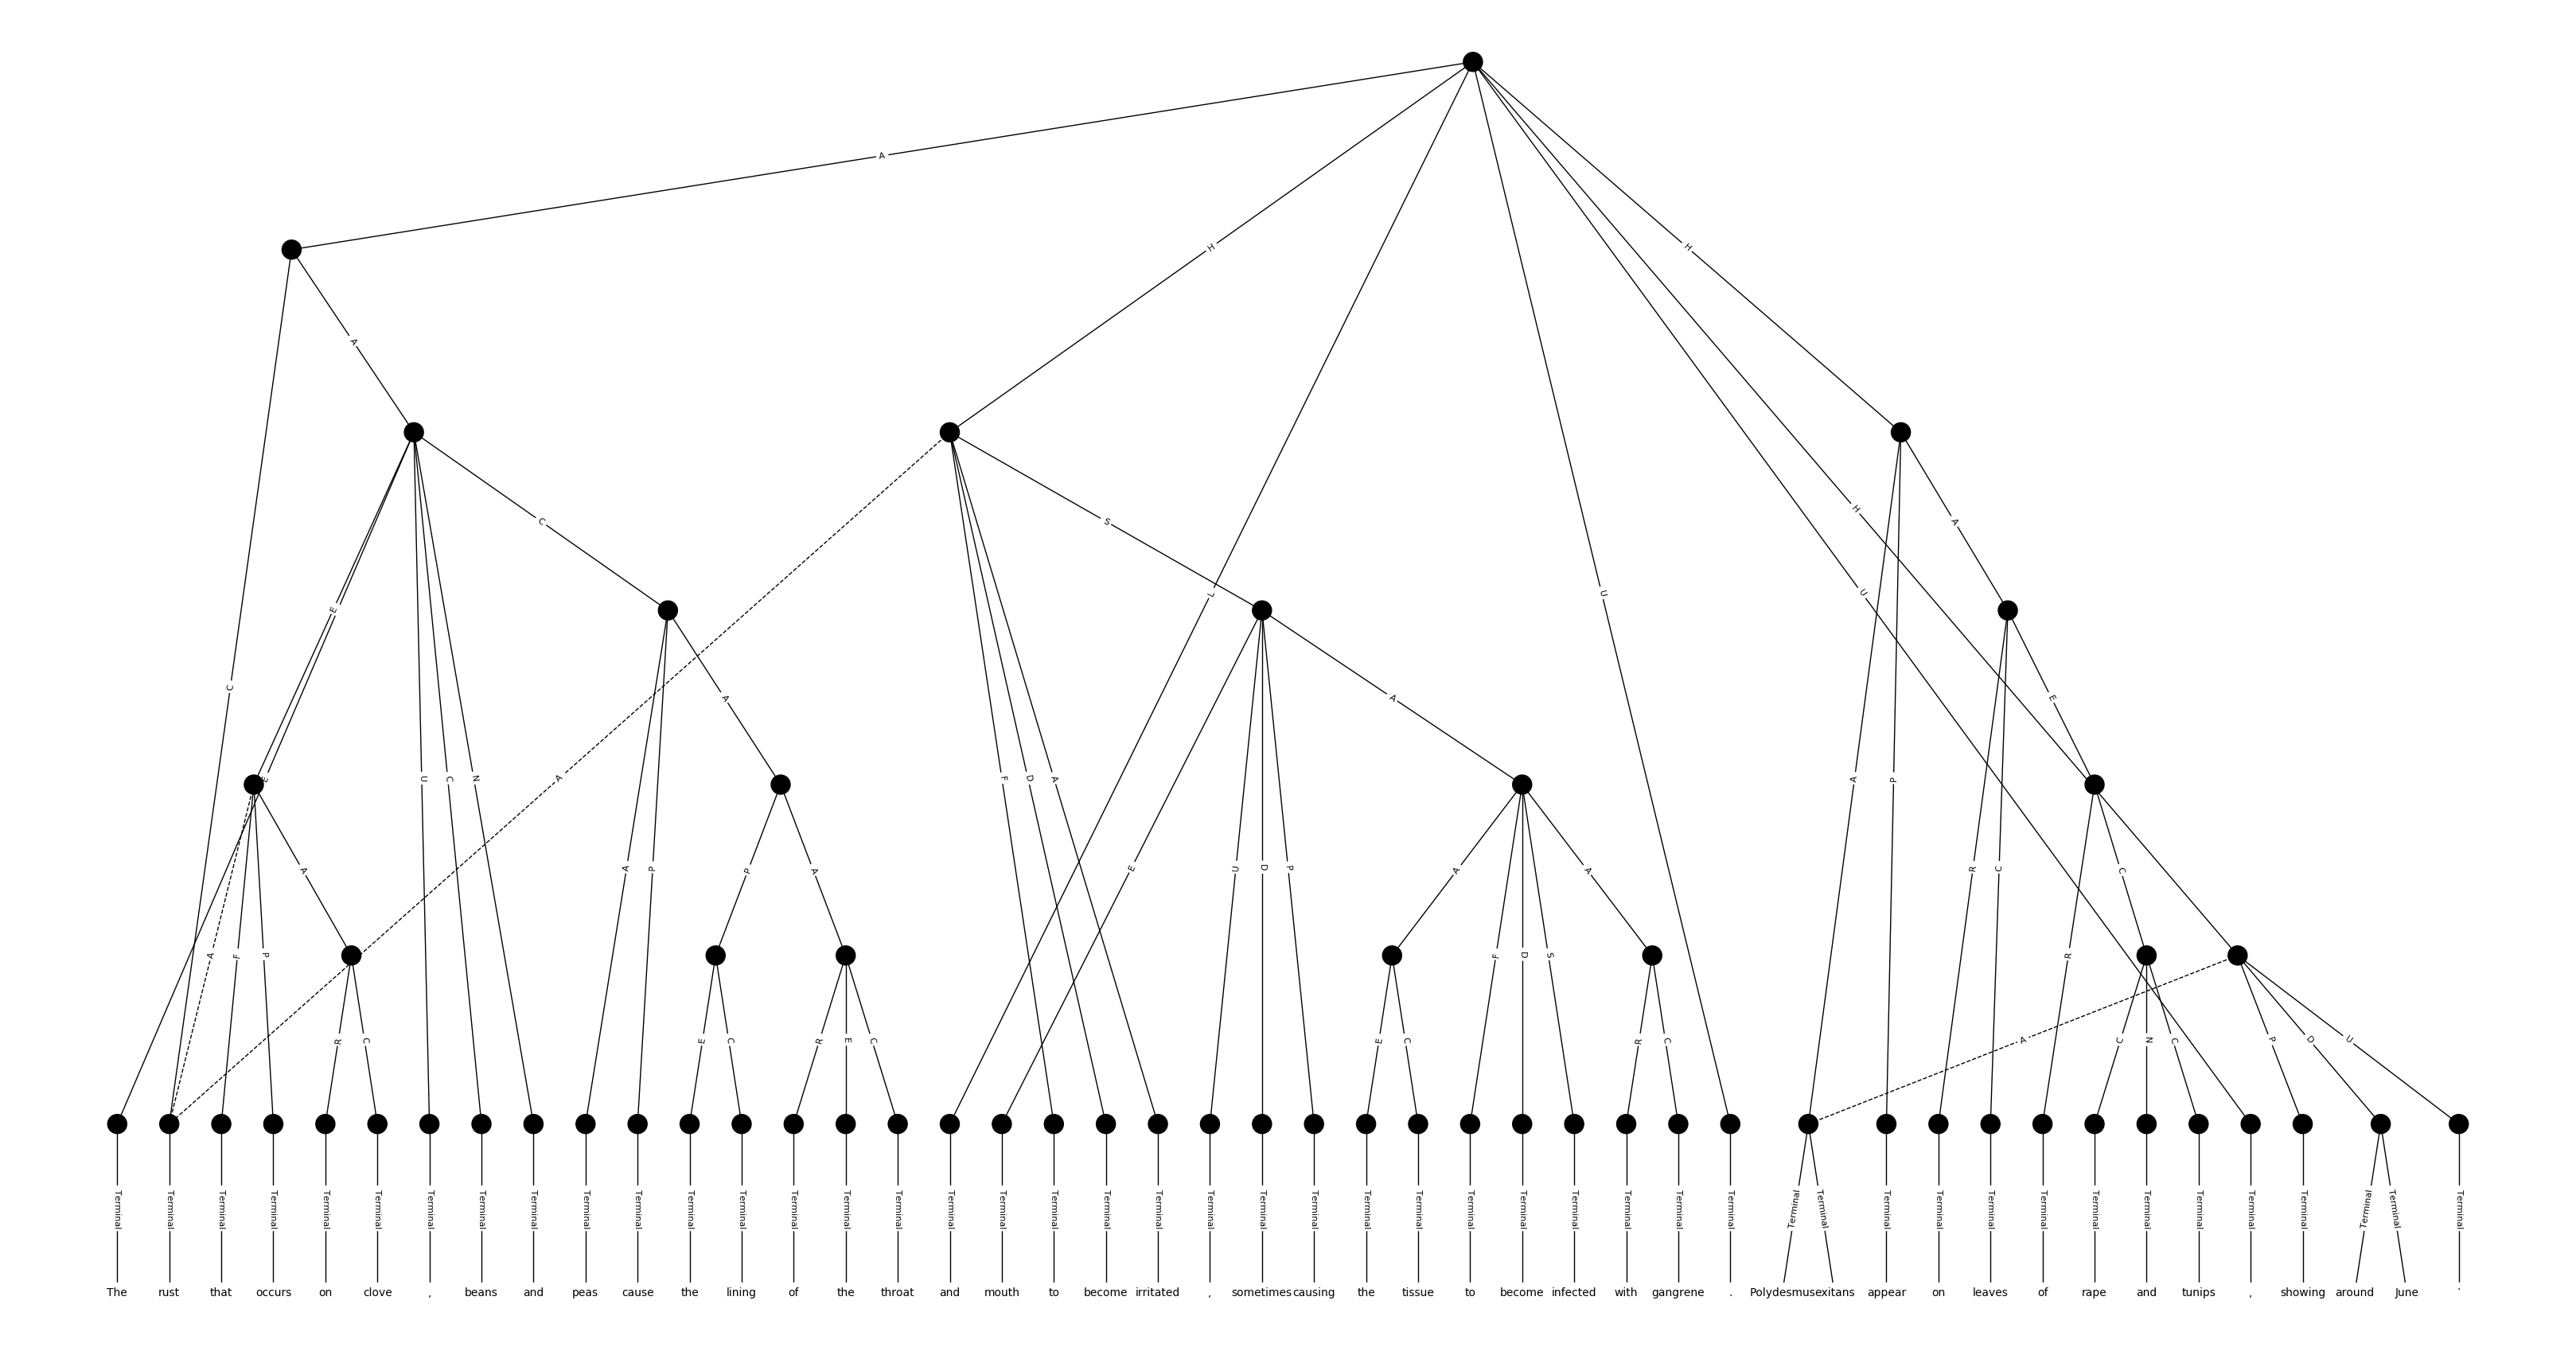 A
H
H
A
C
S
A
H
E
L
U
U
C
A
A
E
E
U
C
N
A
F
D
A
A
P
A
P
A
E
U
D
P
R
C
A
P
A
A
A
C
A
F
P
R
F
D
S
R
C
E
C
R
E
C
E
C
R
C
A
C
N
C
P
D
U
Terminal Terminal Terminal Terminal Terminal Terminal Terminal Terminal Terminal Terminal Terminal Terminal Terminal Terminal Terminal Terminal Terminal Terminal Terminal Terminal Terminal Terminal Terminal Terminal Terminal Terminal Terminal Terminal Terminal Terminal Terminal Terminal Terminal Terminal Terminal Terminal Terminal Terminal Terminal Terminal Terminal Terminal Terminal Terminal Terminal Terminal
The rust that occurs on clove , beans and peas cause the lining of the throat and mouth to become irritated , sometimes causing the tissue to become infected with gangrene . Polydesmus exitans appear on leaves of rape and tunips , showing around June .